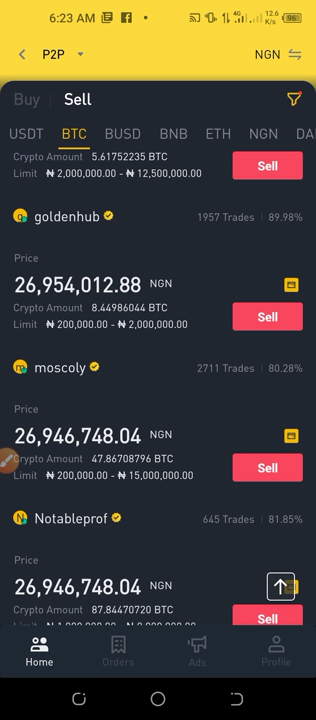 6:23 AM
4G
12.6
K/s
96
P2P
NGN
Buy Sell
USDT BTC BUSD BNB ETH NGN DA
Crypto Amount 5.61752235 BTC
Limit ₦ 2,000,000.00 - ₦ 12,500,000.00
Sell
goldenhub 1957 Trades | 89.98%
Price
26,954,012.88 NGN
Crypto Amount 8.44986044 BTC
Limit ₦ 200,000.00 - ₦ 2,000,000.00
Sell
moscoly 2711 Trades | 80.28%
Price
26,946,748.04 NGN
Crypto Amount 47.86708796 BTC
Limit ₦ 200,000.00 - ₦ 15,000,000.00
Sell
Notableprof 645 Trades | 81.85%
Price
26,946,748.04 NGN
Crypto Amount 87.84470720 BTC
Sell
Home Orders Ads Profile